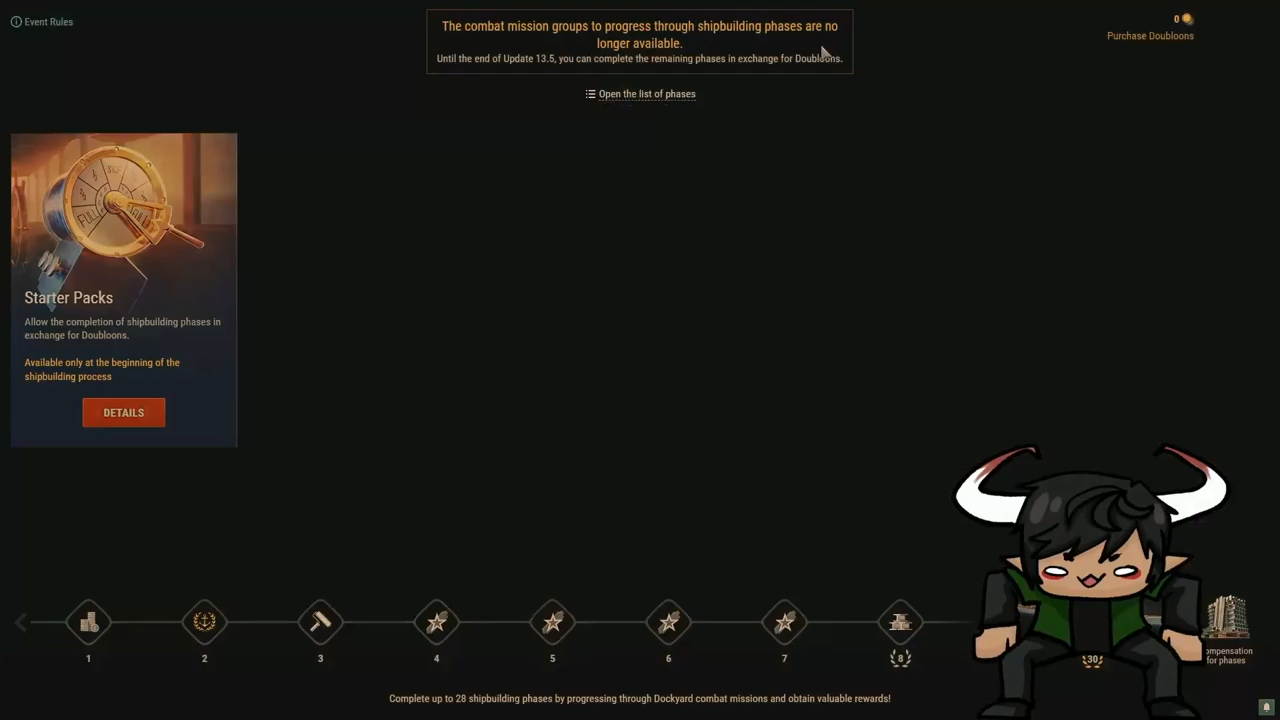 Event Rules
The combat mission groups to progress through shipbuilding phases are no
longer available.
Until the end of Update 13.5, you can complete the remaining phases in exchange for Doubloons.
0
Purchase Doubloons
Open the list of phases
STOP
FULL
FULL
Starter Packs
Allow the completion of shipbuilding phases in
exchange for Doubloons.
Available only at the beginning of the
shipbuilding process
DETAILS
1
2
3
4
5
6
7
8
30
ompensation
for phases
Complete up to 28 shipbuilding phases by progressing through Dockyard combat missions and obtain valuable rewards!